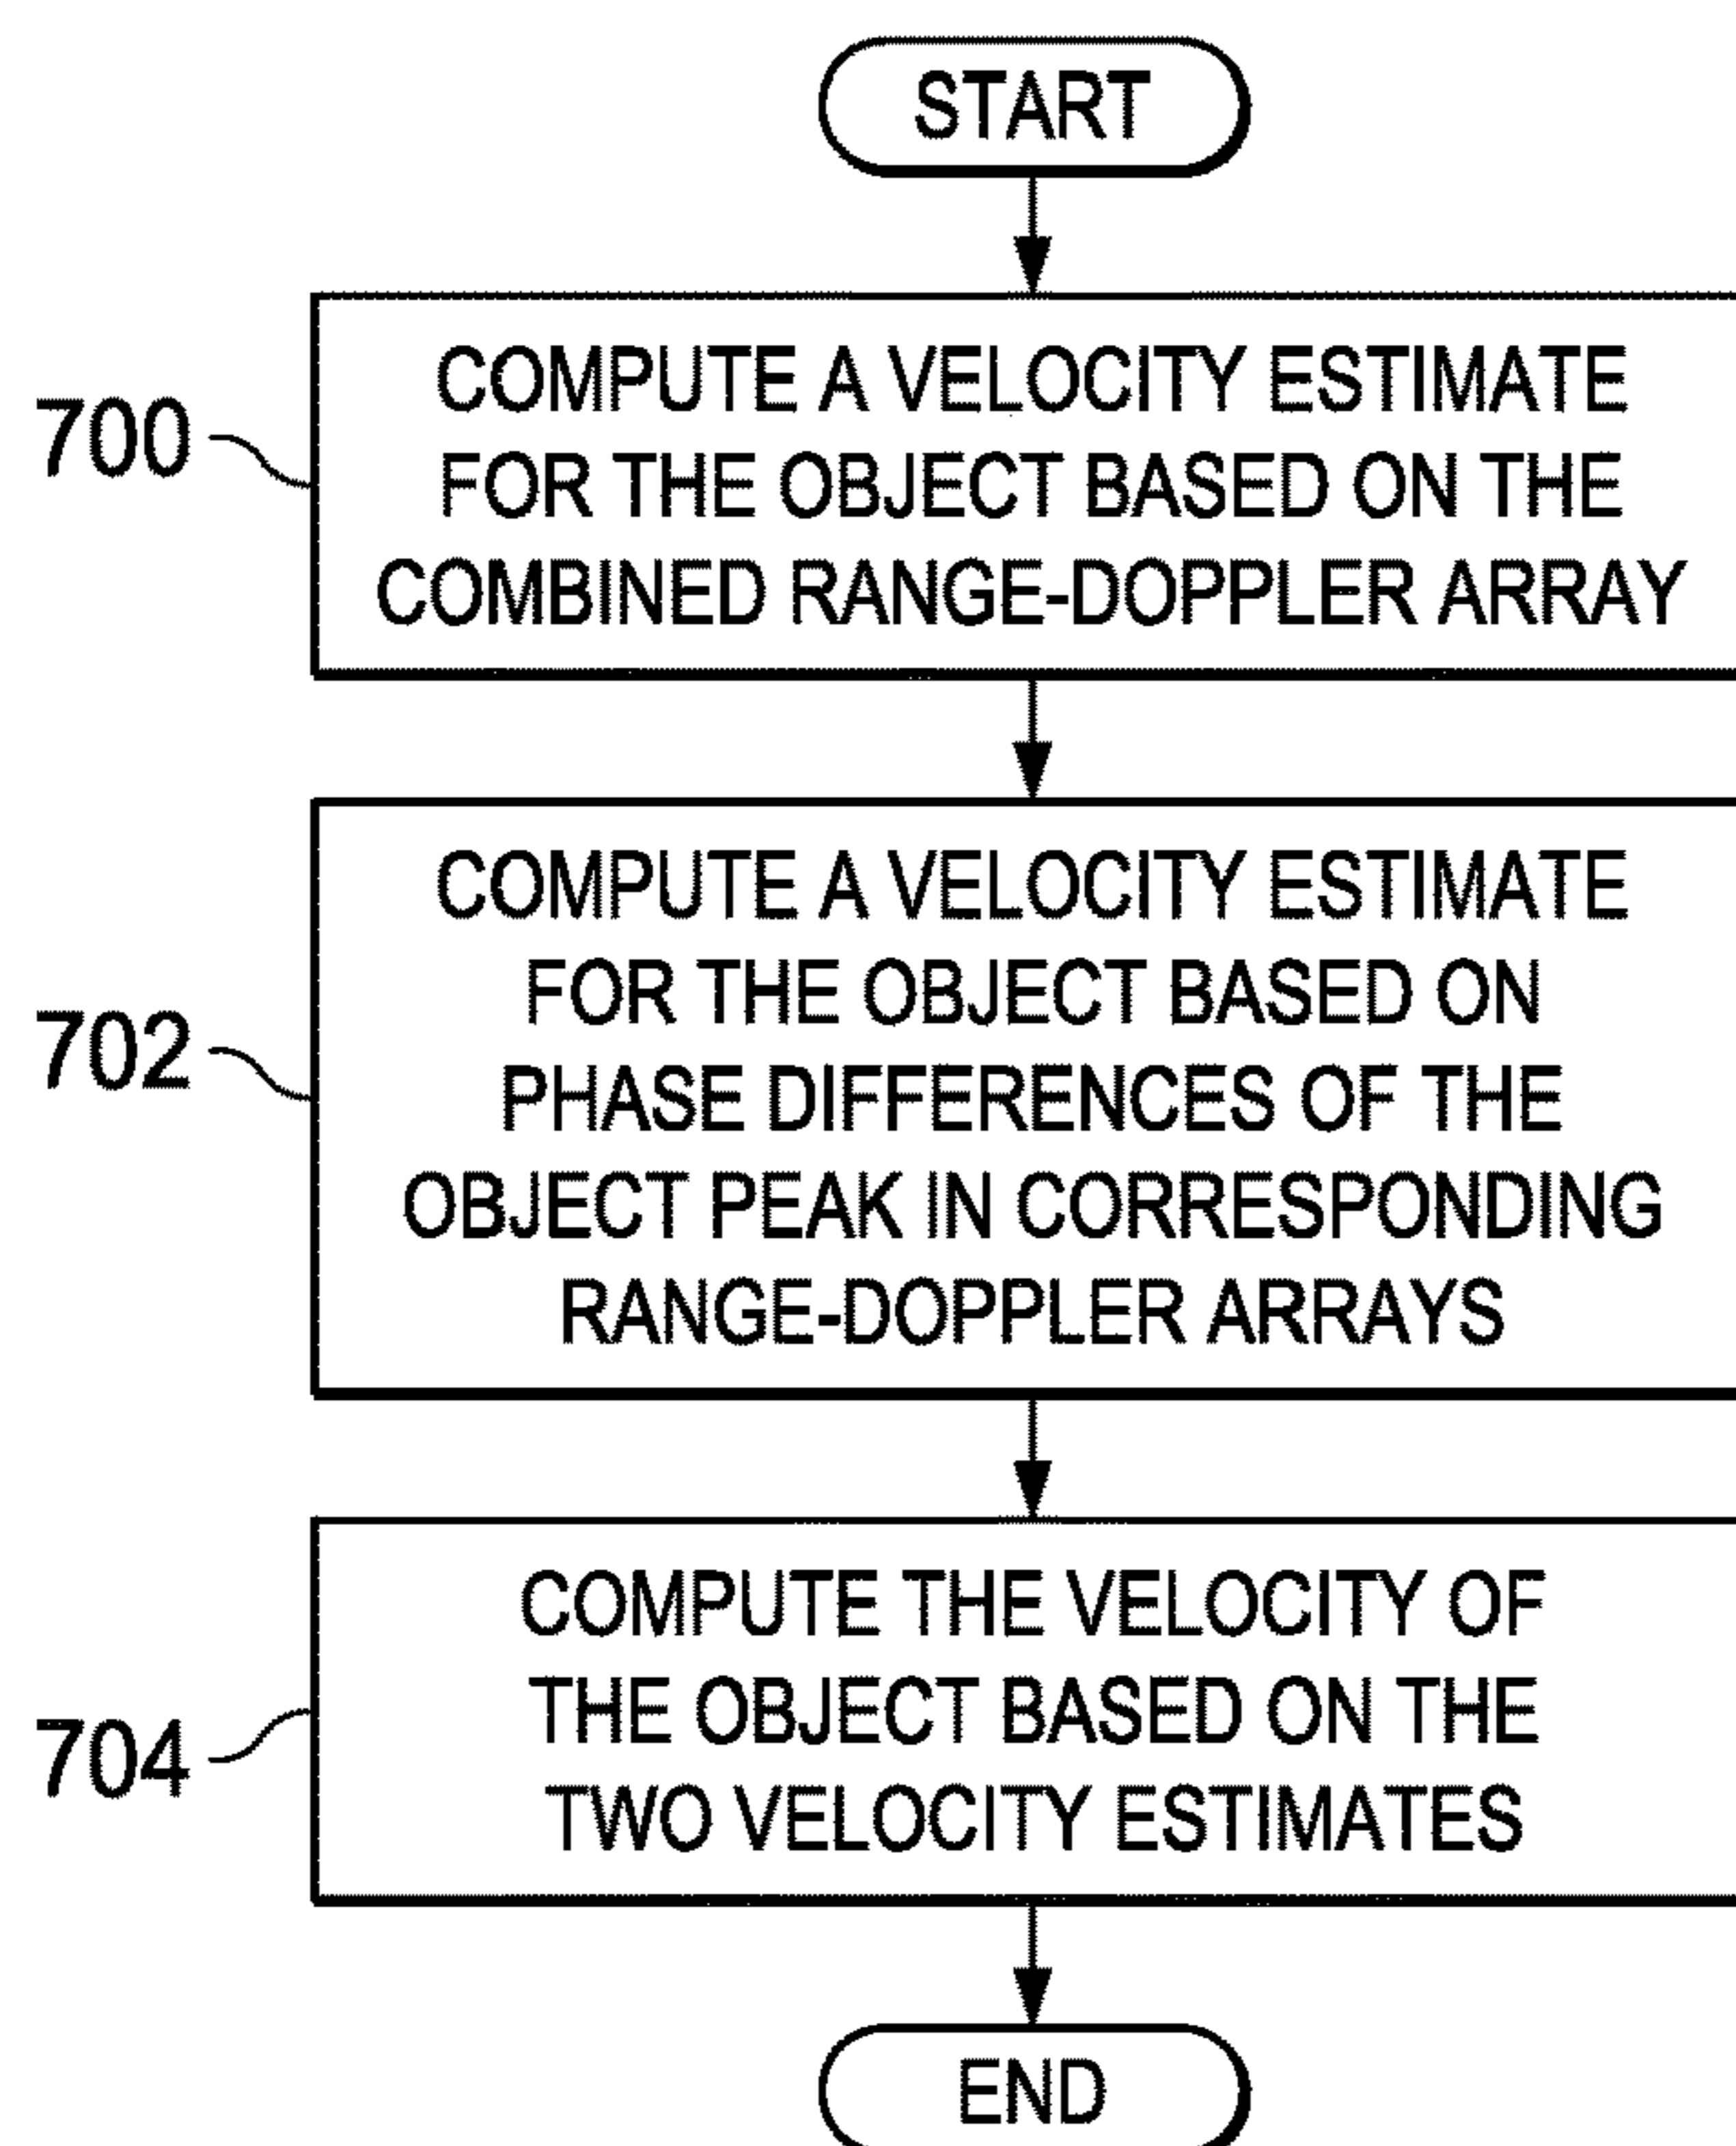 START
700
COMPUTE A VELOCITY ESTIMATE
FOR THE OBJECT BASED ON THE
COMBINED RANGE-DOPPLER ARRAY
702
COMPUTE A VELOCITY ESTIMATE
FOR THE OBJECT BASED ON
PHASE DIFFERENCES OF THE
OBJECT PEAK IN CORRESPONDING
RANGE-DOPPLER ARRAYS
704
COMPUTE THE VELOCITY OF
THE OBJECT BASED ON THE
TWO VELOCITY ESTIMATES
END